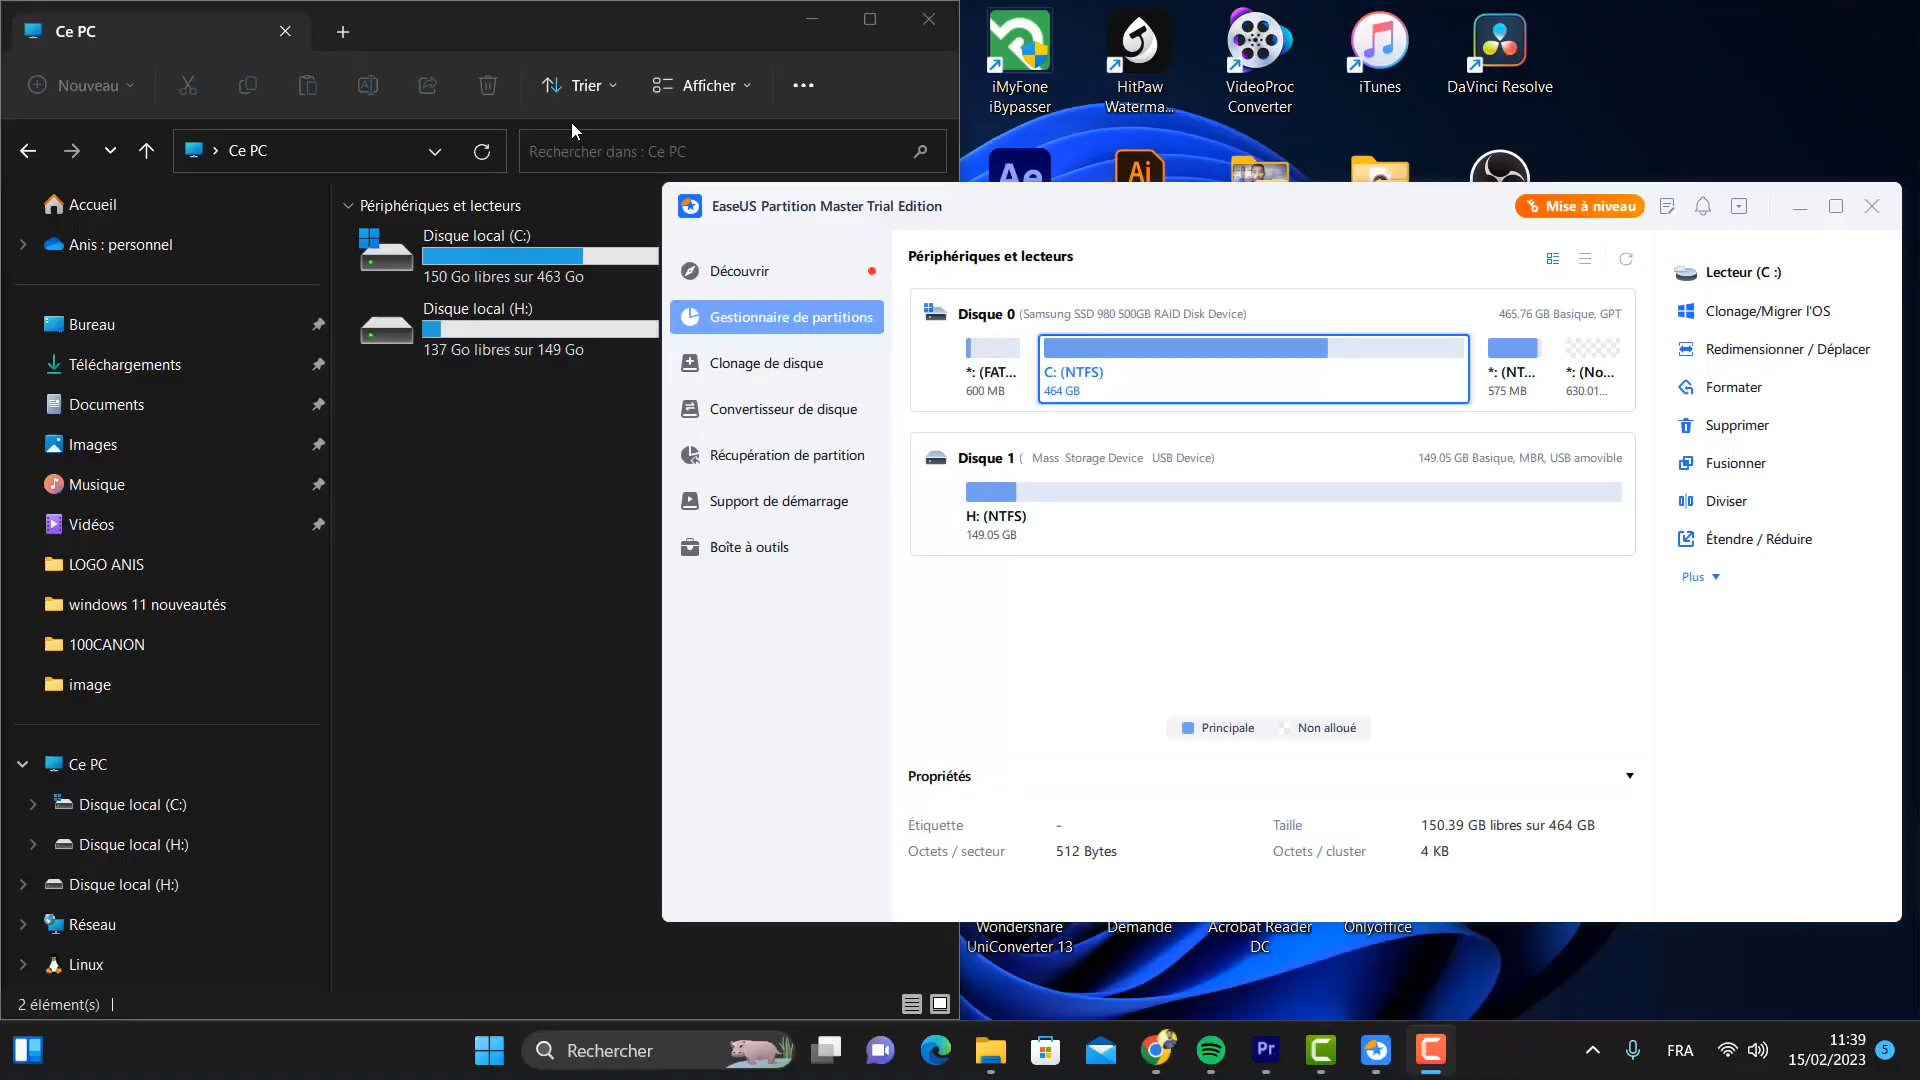 Ce PC
Nouveau
Trier
Afficher
Ce PC
Rechercher dans : Ce PC
Accueil
Anis : personnel
Bureau
Téléchargements
Documents
Images
Musique
Vidéos
LOGO ANIS
windows 11 nouveautés
100CANON
image
Ce PC
Disque local (C:)
Disque local (H:)
Disque local (H:)
Réseau
Linux
2 élément(s)
Périphériques et lecteurs
Disque local (C:)
150 Go libres sur 463 Go
Disque local (H:)
137 Go libres sur 149 Go
iMyFone
iBypasser
HitPaw
Waterma...
VideoProc
Converter
iTunes
DaVinci Resolve
Ae
Ai
EaseUS Partition Master Trial Edition
Mise à niveau
Découvrir
Gestionnaire de partitions
Clonage de disque
Convertisseur de disque
Récupération de partition
Support de démarrage
Boîte à outils
Périphériques et lecteurs
Disque 0 (Samsung SSD 980 500GB RAID Disk Device)
465.76 GB Basique, GPT
*: (FAT...
600 MB
C: (NTFS)
464 GB
*: (NT...
575 MB
*: (No...
630.01...
Disque 1 ( Mass Storage Device USB Device)
149.05 GB Basique, MBR, USB amovible
H: (NTFS)
149.05 GB
Principale
Non alloué
Propriétés
Étiquette
-
Taille
150.39 GB libres sur 464 GB
Octets / secteur
512 Bytes
Octets / cluster
4 KB
Lecteur (C :)
Clonage/Migrer l'OS
Redimensionner / Déplacer
Formater
Supprimer
Fusionner
Diviser
Étendre / Réduire
Plus
Wondershare
UniConverter 13
Demande
Acrobat Reader
DC
Onlyoffice
Rechercher
Pr
FRA
11:39
15/02/2023
5